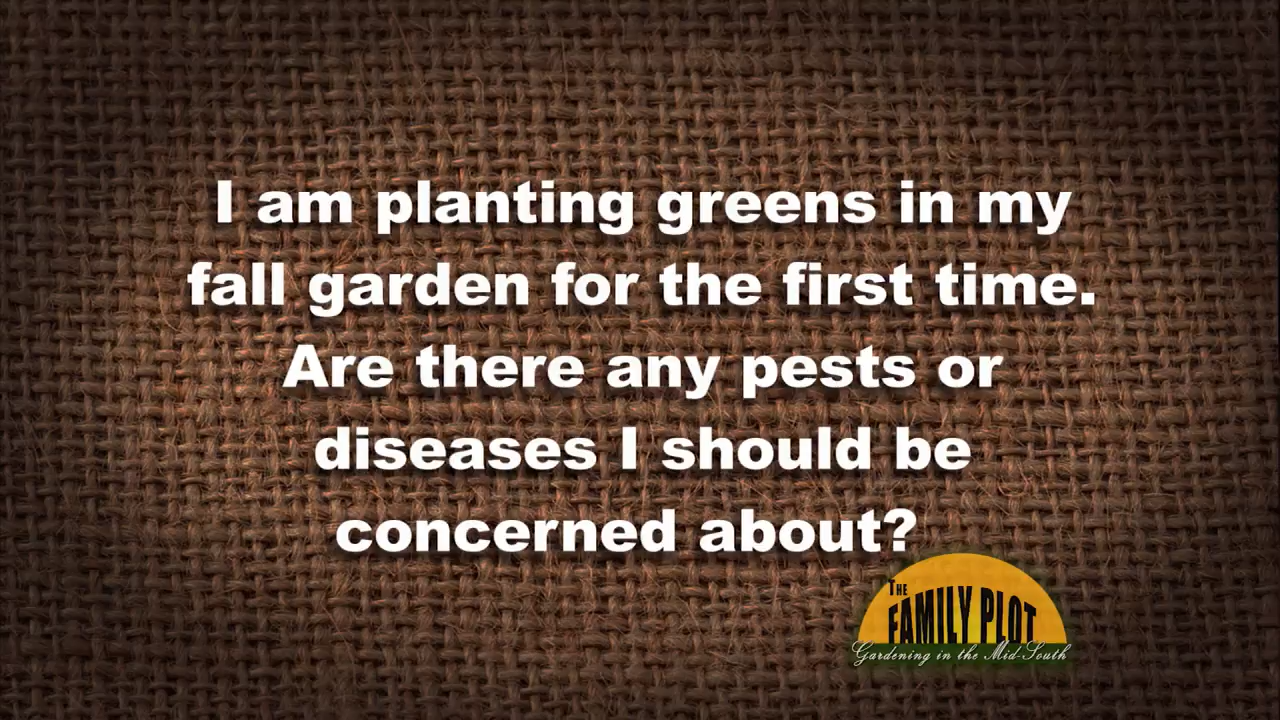 I am planting greens in my
fall garden for the first time.
Are there any pests or
diseases I should be
concerned about?
THE
FAMILY PLOT
Gardening in the Mid-South